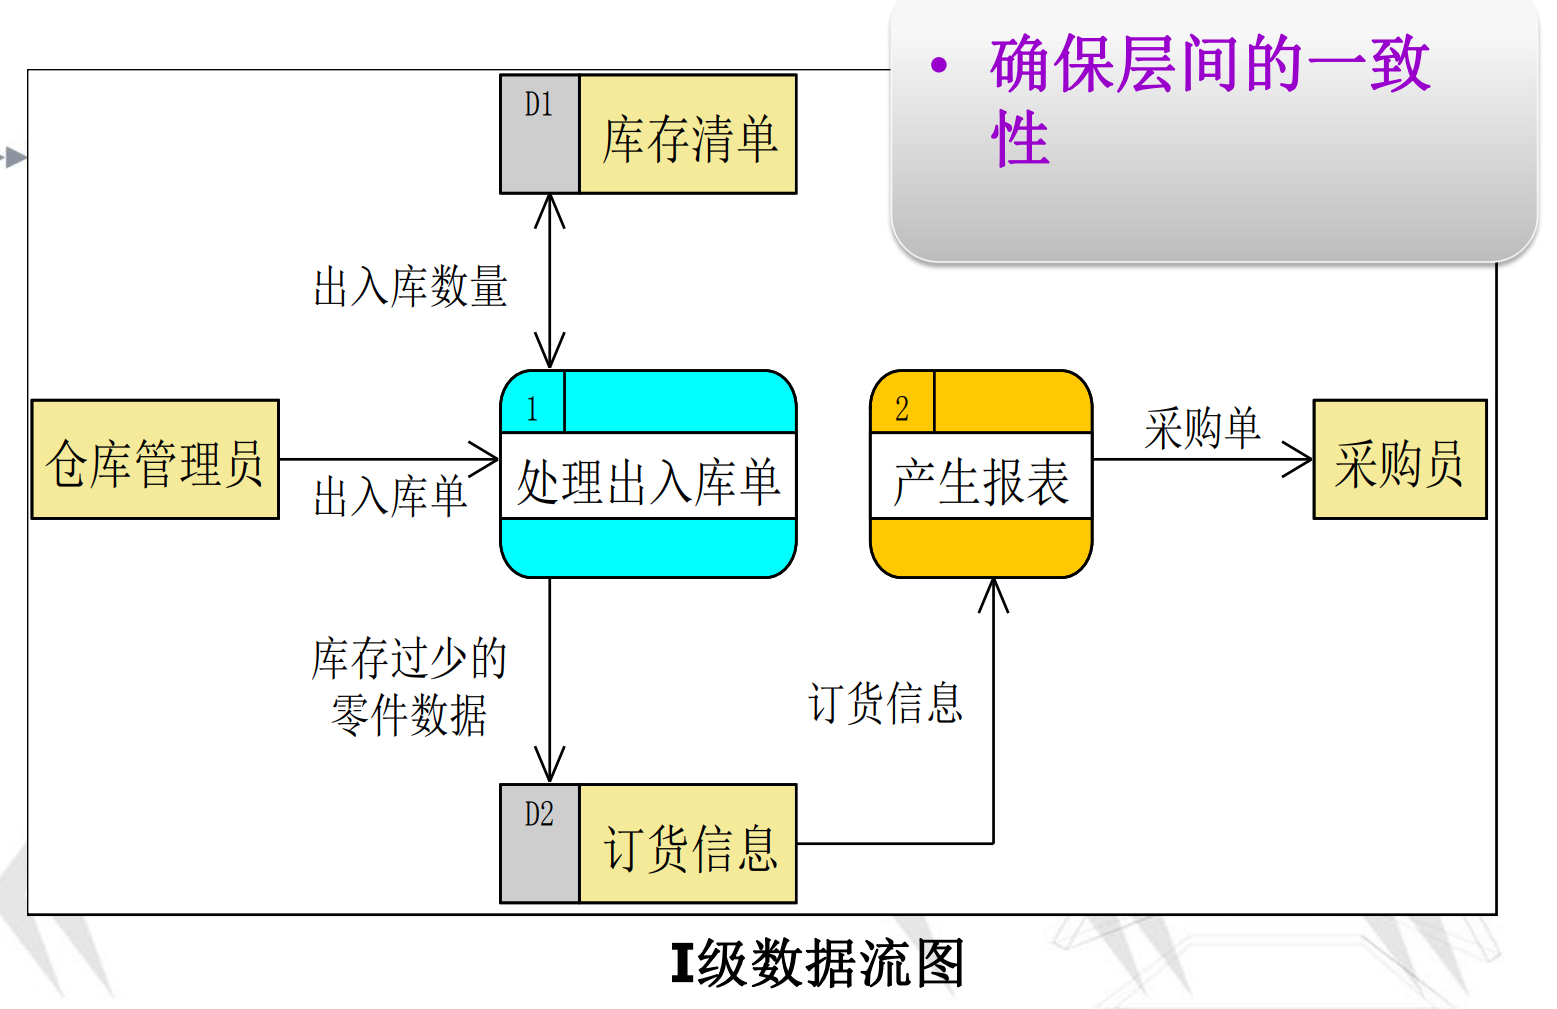 • 确保层间的一致
性
D1
库存清单
出入库数量
仓库管理员
出入库单
1
处理出入库单
2
产生报表
采购单
采购员
库存过少的
零件数据
订货信息
D2
订货信息
I级数据流图